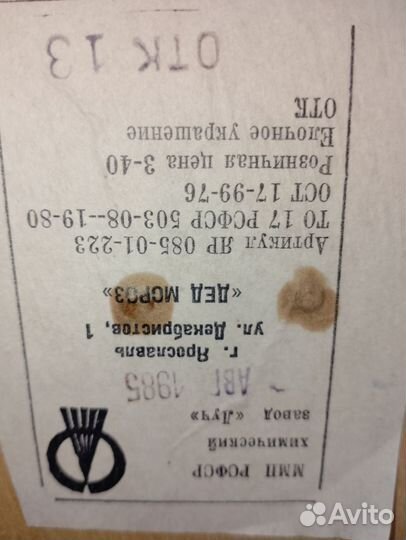 ММП РСФСР
ХИМИЧЕСКИЙ
завод «Луч»
АВГ 1985
г. Ярославль
ул. Декабристов, 1
«ДЕД МОРОЗ»
Артикул ЯР 085-01-223
ТО 17 РСФСР 503-08--19-80
ОСТ 17-99-76
Розничная цена 3-40
Елочное украшение
ОТК
ОТК 13
Avito